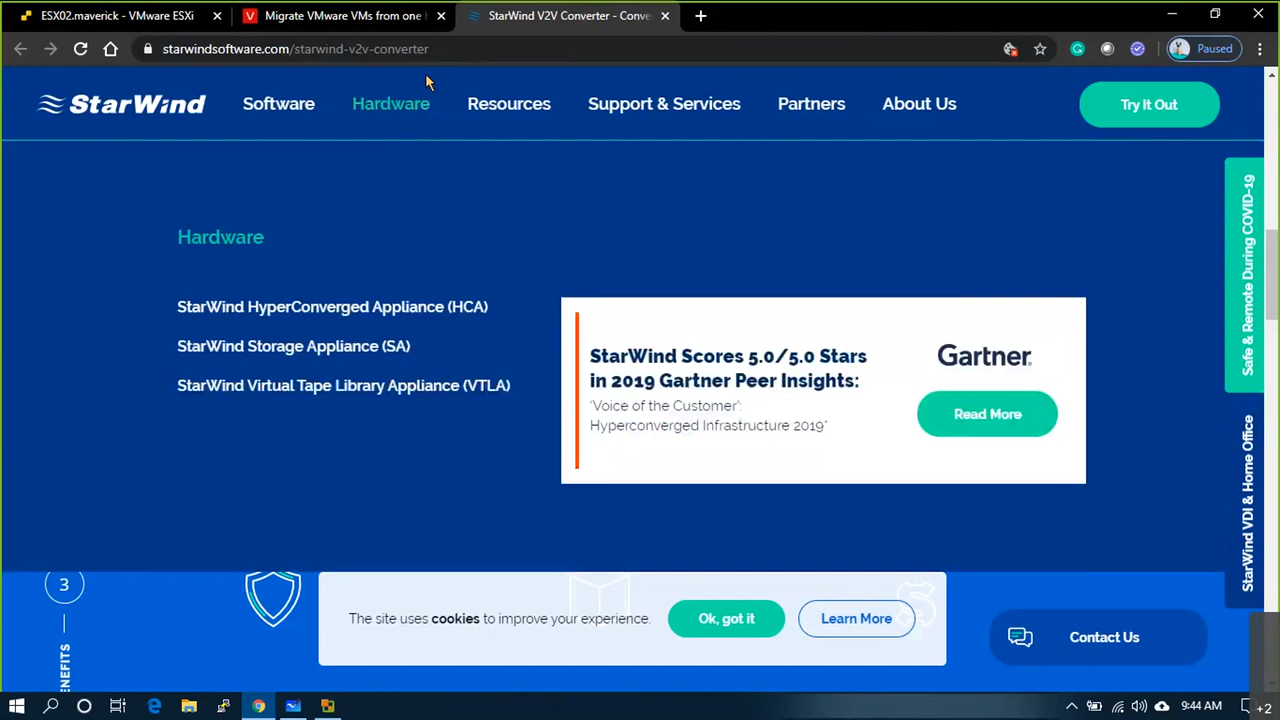 ESX02.maverick - VMware ESXi
Migrate VMware VMs from one
StarWind V2V Converter - Conve
starwindsoftware.com/starwind-v2v-converter
Paused
StarWind
Software
Hardware
Resources
Support & Services
Partners
About Us
Try It Out
Hardware
StarWind HyperConverged Appliance (HCA)
StarWind Storage Appliance (SA)
StarWind Virtual Tape Library Appliance (VTLA)
StarWind Scores 5.0/5.0 Stars
in 2019 Gartner Peer Insights:
'Voice of the Customer':
Hyperconverged Infrastructure 2019"
Gartner
Read More
Safe & Remote During COVID-19
StarWind VDI & Home Office
3
ENEFITS
The site uses cookies to improve your experience.
Ok, got it
Learn More
Contact Us
9:44 AM
+2